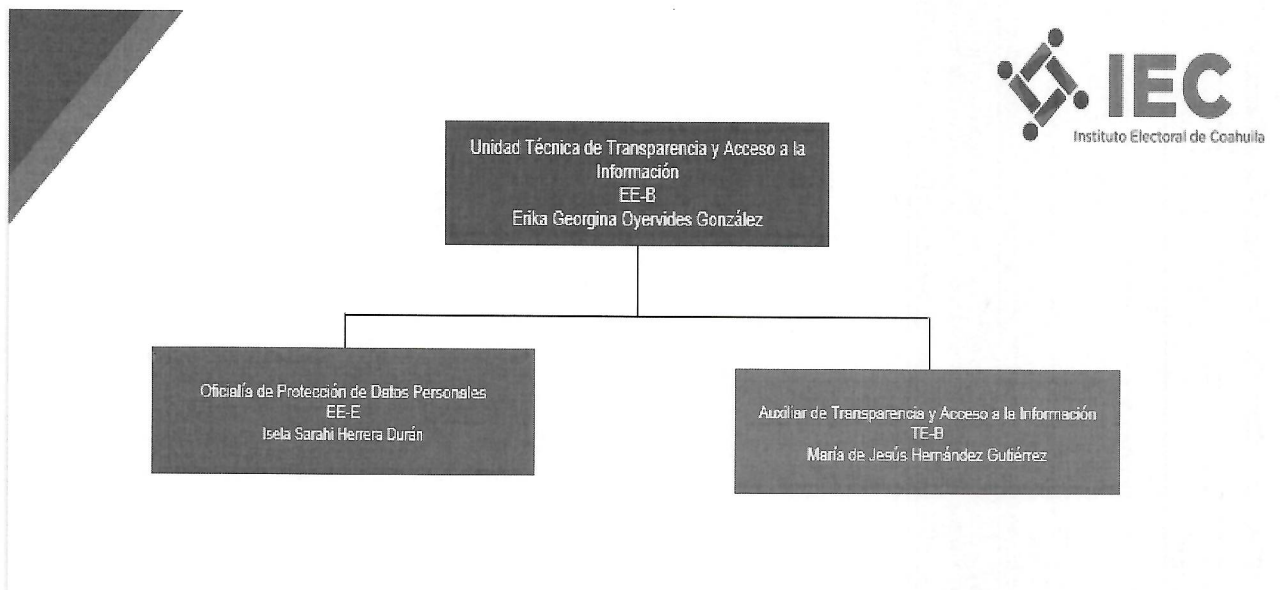 IEC
Instituto Electoral de Coahuila
Unidad Técnica de Transparencia y Acceso a la
Información
EE-B
Erika Georgina Oyervides González
Oficialía de Protección de Datos Personales
EE-E
Isela Sarahi Herrera Durán
Auxiliar de Transparencia y Acceso a la Información
TE-B
María de Jesús Hernández Gutiérrez